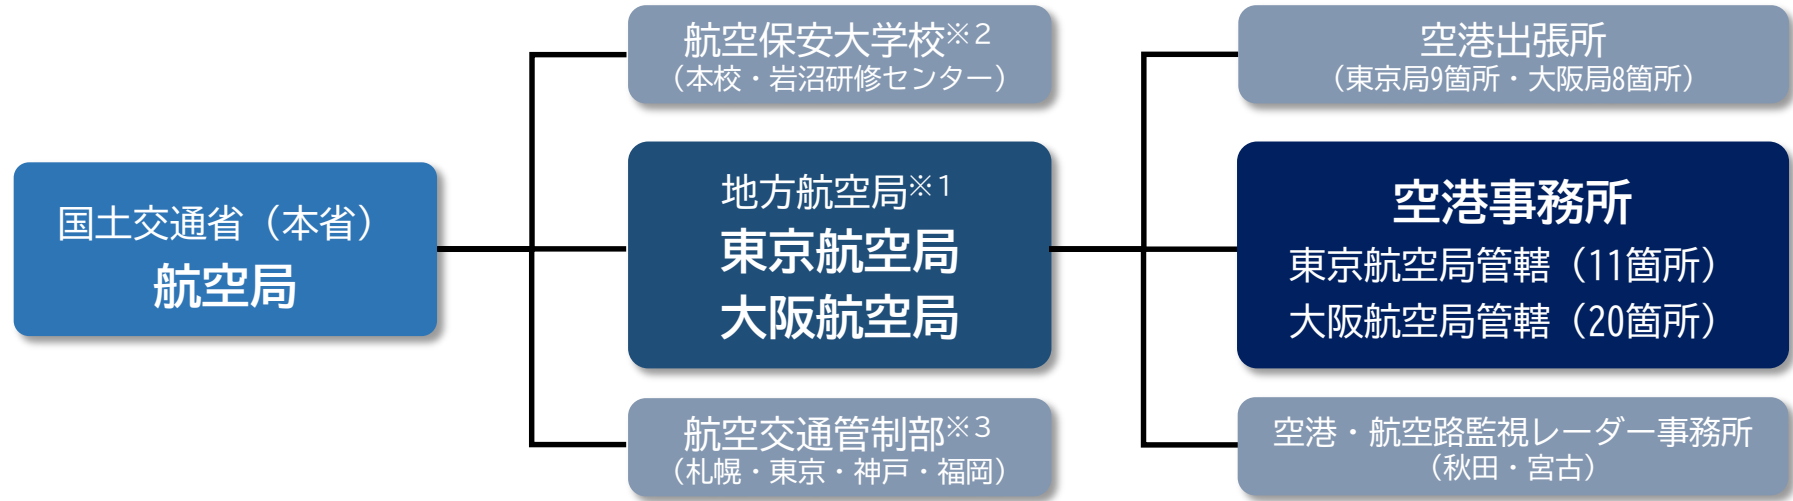 国土交通省（本省）
航空局
航空保安大学校※2
（本校・岩沼研修センター）
地方航空局※1
東京航空局
大阪航空局
航空交通管制部※3
（札幌・東京・神戸・福岡）
空港出張所
（東京局9箇所・大阪局8箇所）
空港事務所
東京航空局管轄（11箇所）
大阪航空局管轄（20箇所）
空港・航空路監視レーダー事務所
（秋田・宮古）